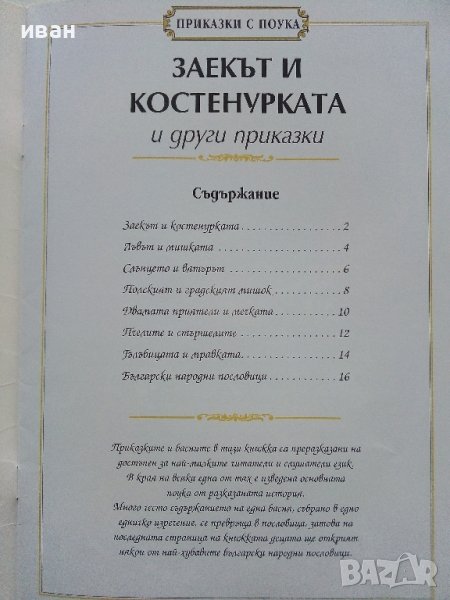 иван
ПРИКАЗКИ С ПОУКА
ЗАЕКЪТ И
КОСТЕНУРКАТА
и други приказки
Съдържание
Заекът и костенурката 2
Лъвът и мишката 4
Слънцето и вятърът 6
Полският и градският мишок 8
Двамата приятели и мечката 10
Пчелите и стършелите 12
Гълъбицата и мравката 14
Български народни пословици 16
Приказките и басните в тази книжка са преразказани на
достъпен за най-малките читатели и слушатели език.
В края на всяка една от тях е изведена основната
поука от разказаната история.
Много често съдържанието на една басня, събрано в едно
единско изречение, се превръща в пословица, затова на
последната страница на книжката децата ще открият
някои от най-хубавите български народни пословици.
BAZAR
bg